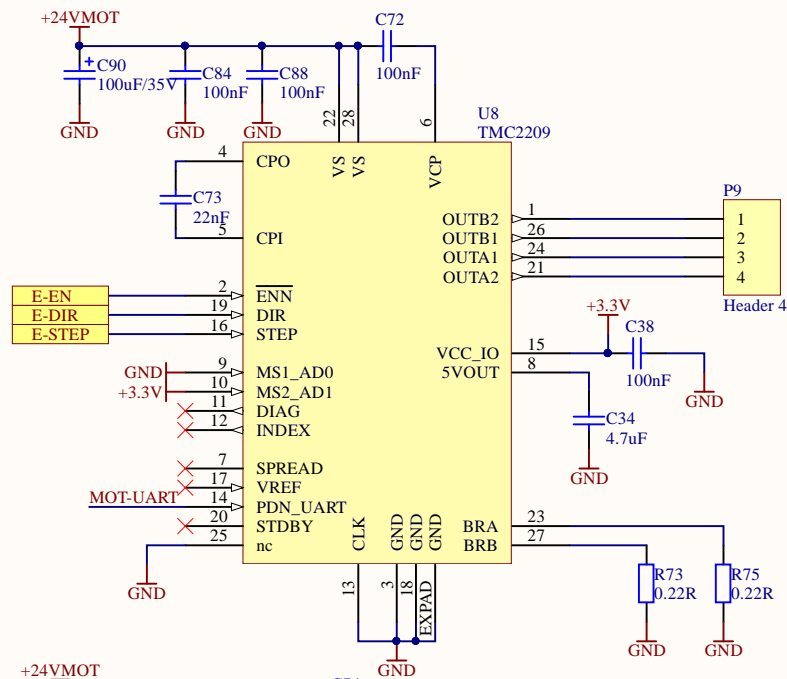 +24VMOT
C90
100uF/35V
GND
C84
100nF
GND
C88
100nF
GND
C72
100nF
22
28
6
VS
VS
VCP
U8
TMC2209
4
CPO
C73
22nF
5
CPI
E-EN
2
ENN
E-DIR
19
DIR
E-STEP
16
STEP
GND
9
MS1_AD0
+3.3V
10
MS2_AD1
11
DIAG
12
INDEX
7
SPREAD
17
VREF
MOT-UART
14
PDN_UART
20
STDBY
25
nc
GND
OUTB2
1
OUTB1
26
OUTA1
24
OUTA2
21
P9
1
2
3
4
Header 4
+3.3V
VCC_IO
15
C38
100nF
GND
5VOUT
8
C34
4.7uF
GND
BRA
23
BRB
27
R73
0.22R
GND
R75
0.22R
GND
CLK
GND
GND
GND
13
3
18
EXPAD
GND
+24VMOT